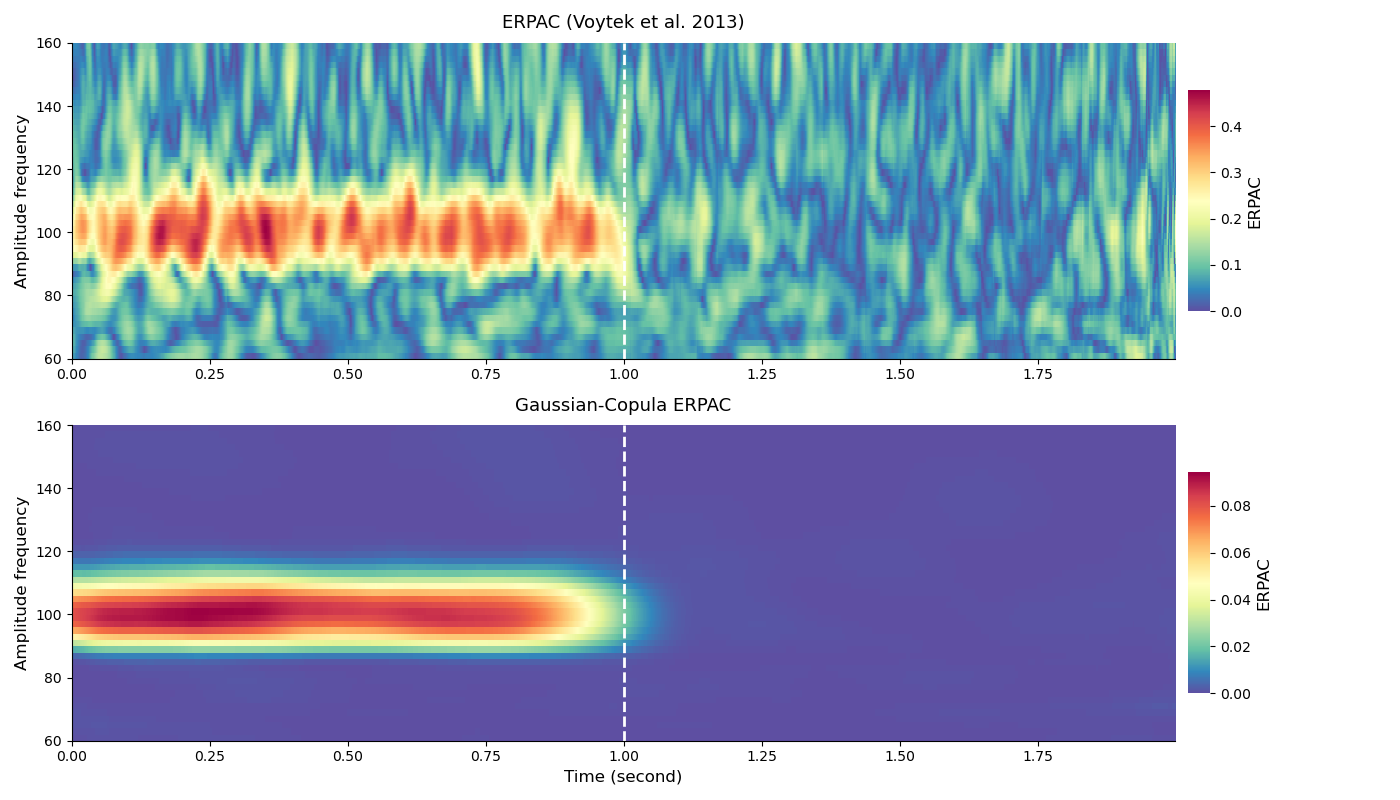 ERPAC (Voytek et al. 2013)
160
140
120
100
80
60
Amplitude frequency
0.00 0.25 0.50 0.75 1.00 1.25 1.50 1.75
0.4
0.3
0.2
0.1
0.0
ERPAC
Gaussian-Copula ERPAC
160
140
120
100
80
60
Amplitude frequency
0.00 0.25 0.50 0.75 1.00 1.25 1.50 1.75
Time (second)
0.08
0.06
0.04
0.02
0.00
ERPAC